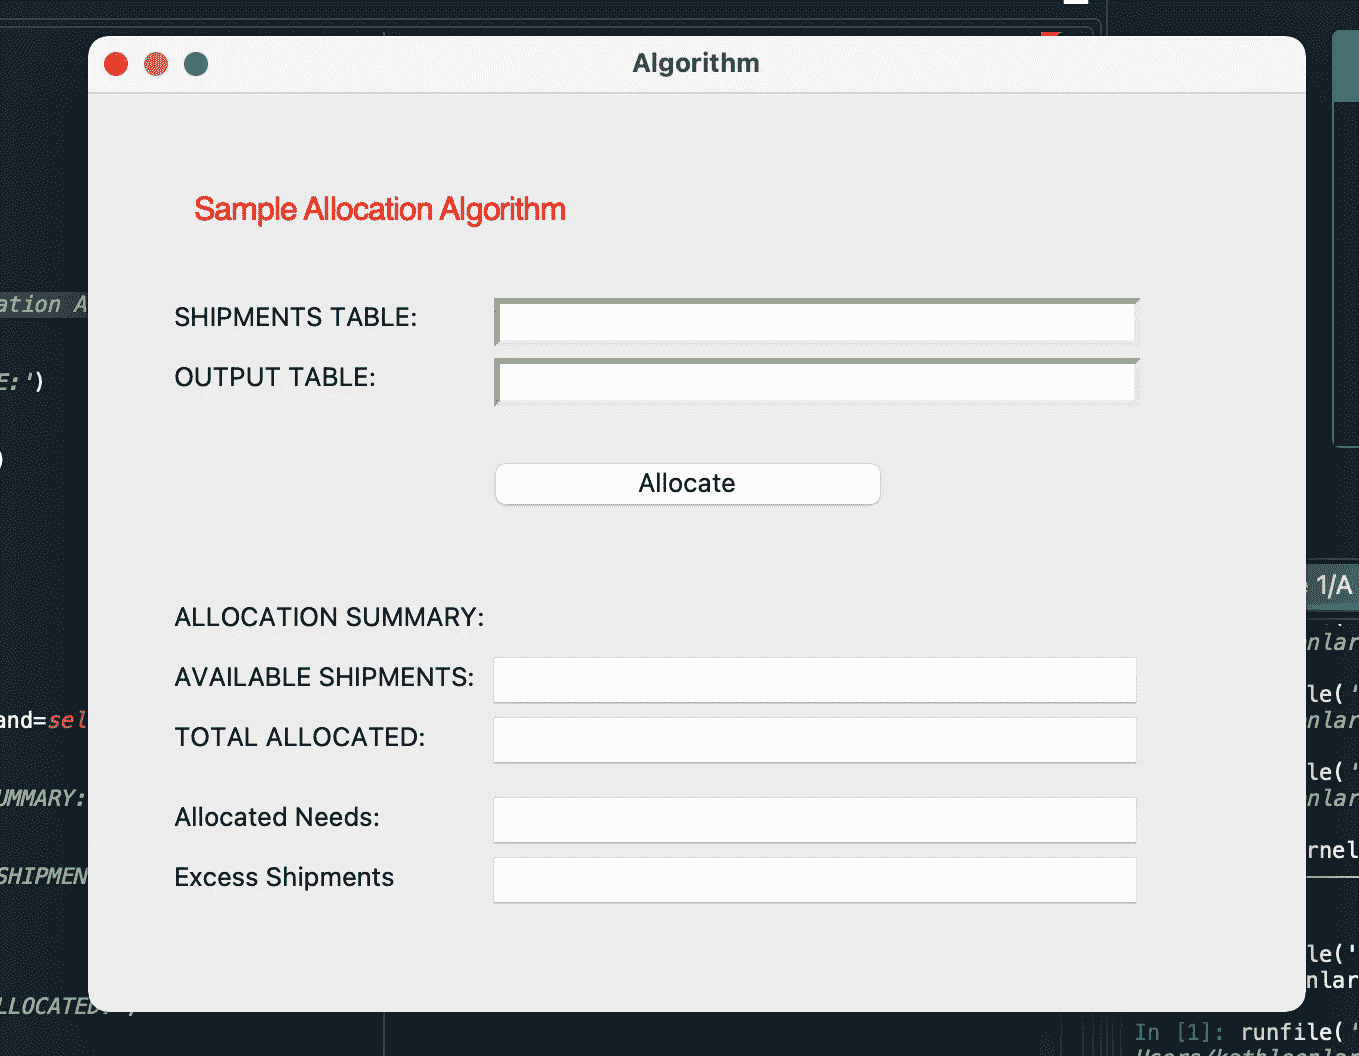 Algorithm
Sample Allocation Algorithm
ation A
SHIPMENTS TABLE:
E:')
OUTPUT TABLE:
)
Allocate
1/A
ALLOCATION SUMMARY:
nlar
AVAILABLE SHIPMENTS:
le('
and=sel
nlar
TOTAL ALLOCATED:
le('
UMMARY:
nlar
Allocated Needs:
rnel
SHIPMEN
Excess Shipments
le('
nlar
LLOCATED:
In [1]: runfile('